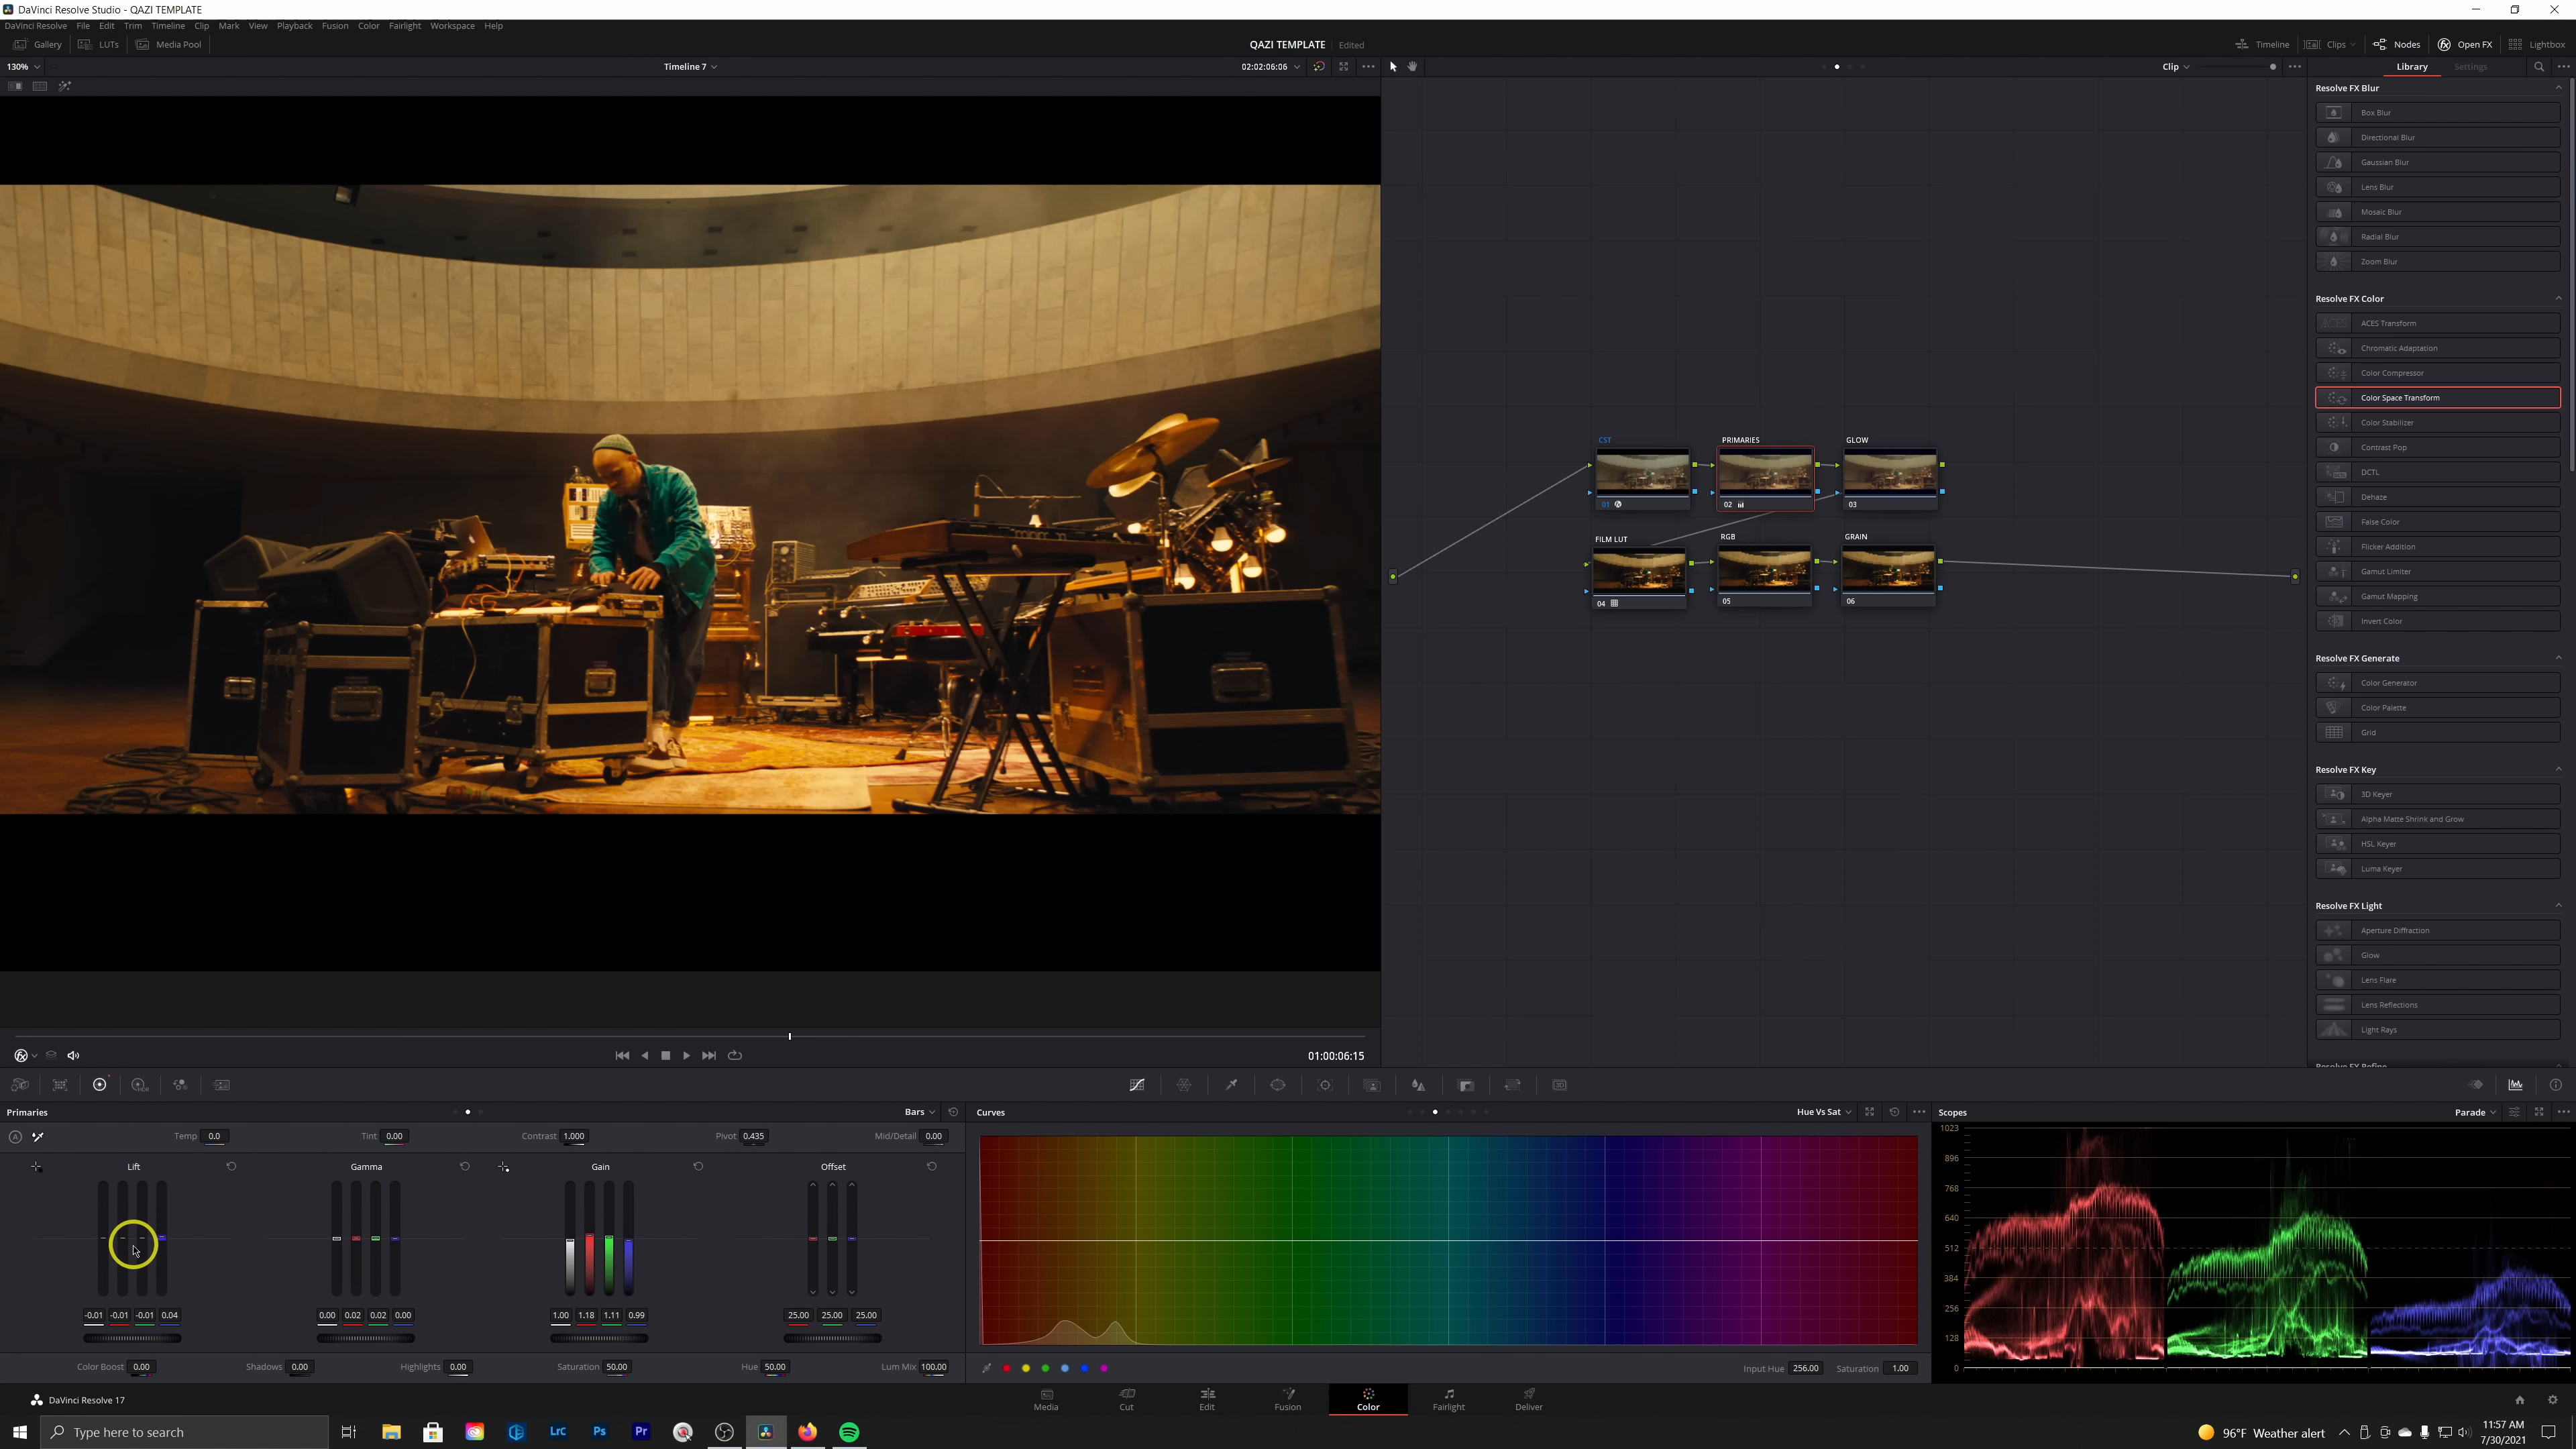 DaVinci Resolve Studio - QAZI TEMPLATE
DaVinci Resolve File Edit Trim Timeline Clip Mark View Playback Fusion Color Fairlight Workspace Help
Gallery LUTs Media Pool QAZI TEMPLATE Edited Timeline Clips Nodes Open FX Lightbox
130% Timeline 7 02:02:06:06 Clip Library Settings
Resolve FX Blur
Box Blur
Directional Blur
Gaussian Blur
Lens Blur
Mosaic Blur
Radial Blur
Zoom Blur
Resolve FX Color
ACES Transform
Chromatic Adaptation
Color Compressor
Color Space Transform
Color Stabilizer
Contrast Pop
DCTL
Dehaze
False Color
Flicker Addition
Gamut Limiter
Gamut Mapping
Invert Color
Resolve FX Generate
Color Generator
Color Palette
Grid
Resolve FX Key
3D Keyer
Alpha Matte Shrink and Grow
HSL Keyer
Luma Keyer
Resolve FX Light
Aperture Diffraction
Glow
Lens Flare
Lens Reflections
Light Rays
Resolve FX Refine
CST PRIMARIES GLOW
01 02 03
FILM LUT RGB GRAIN
04 05 06
01:00:06:15
Primaries Bars
Temp 0.0 Tint 0.00 Contrast 1.000 Pivot 0.435 Mid/Detail 0.00
Lift Gamma Gain Offset
-0.01 -0.01 -0.01 0.04 0.00 0.02 0.02 0.00 1.00 1.18 1.11 0.99 25.00 25.00 25.00
Color Boost 0.00 Shadows 0.00 Highlights 0.00 Saturation 50.00 Hue 50.00 Lum Mix 100.00
Curves Hue Vs Sat
Input Hue 256.00 Saturation 1.00
Scopes Parade
1023
896
768
640
512
384
256
128
0
DaVinci Resolve 17 Media Cut Edit Fusion Color Fairlight Deliver
Type here to search LrC Ps Pr 96°F Weather alert
11:57 AM
7/30/2021